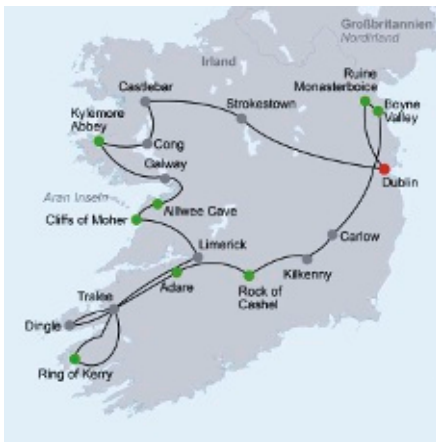 Großbritannien
Nordirland
Irland
Ruine
Monasterboice
Castlebar
Boyne
Valley
Strokestown
Kylemore
Abbey
Cong
Galway
Dublin
Aran Inseln
Aillwee Cave
Cliffs of Moher
Limerick
Carlow
Kilkenny
Adare
Rock of
Cashel
Tralee
Dingle
Ring of Kerry